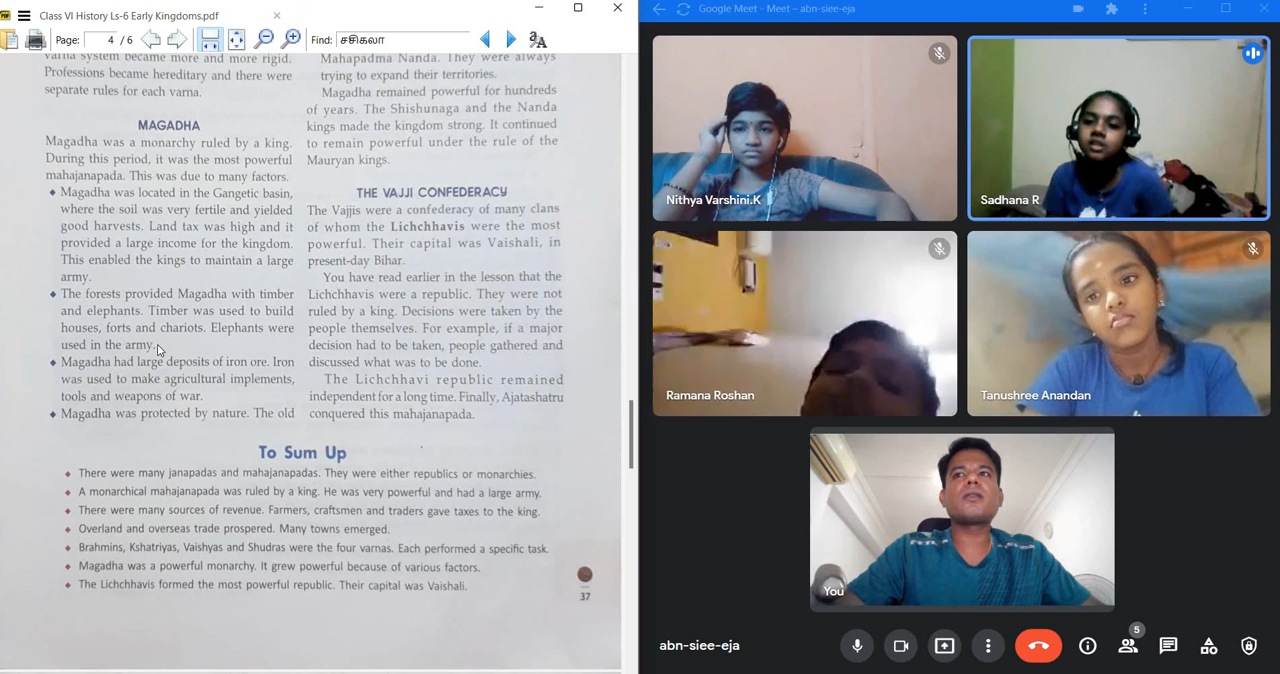 Class VI History Ls-6 Early Kingdoms.pdf
Page: 4 / 6 Find: சசிகலா
varna system became more and more rigid.
Professions became hereditary and there were
separate rules for each varna.
MAGADHA
Magadha was a monarchy ruled by a king.
During this period, it was the most powerful
mahajanapada. This was due to many factors.
Magadha was located in the Gangetic basin,
where the soil was very fertile and yielded
good harvests. Land tax was high and it
provided a large income for the kingdom.
This enabled the kings to maintain a large
army.
The forests provided Magadha with timber
and elephants. Timber was used to build
houses, forts and chariots. Elephants were
used in the army.
Magadha had large deposits of iron ore. Iron
was used to make agricultural implements,
tools and weapons of war.
Magadha was protected by nature. The old
Mahapadma Nanda. They were always
trying to expand their territories.
Magadha remained powerful for hundreds
of years. The Shishunaga and the Nanda
kings made the kingdom strong. It continued
to remain powerful under the rule of the
Mauryan kings.
THE VAJJI CONFEDERACY
The Vajjis were a confederacy of many clans
of whom the Lichchhavis were the most
powerful. Their capital was Vaishali, in
present-day Bihar.
You have read earlier in the lesson that the
Lichchhavis were a republic. They were not
ruled by a king. Decisions were taken by the
people themselves. For example, if a major
decision had to be taken, people gathered and
discussed what was to be done.
The Lichchhavi republic remained
independent for a long time. Finally, Ajatashatru
conquered this mahajanapada.
To Sum Up
There were many janapadas and mahajanapadas. They were either republics or monarchies.
A monarchical mahajanapada was ruled by a king. He was very powerful and had a large army.
There were many sources of revenue. Farmers, craftsmen and traders gave taxes to the king.
Overland and overseas trade prospered. Many towns emerged.
Brahmins, Kshatriyas, Vaishyas and Shudras were the four varnas. Each performed a specific task.
Magadha was a powerful monarchy. It grew powerful because of various factors.
The Lichchhavis formed the most powerful republic. Their capital was Vaishali.
37
Google Meet - Meet – abn-siee-eja
Nithya Varshini.K
Sadhana R
Ramana Roshan
Tanushree Anandan
You
abn-siee-eja
5